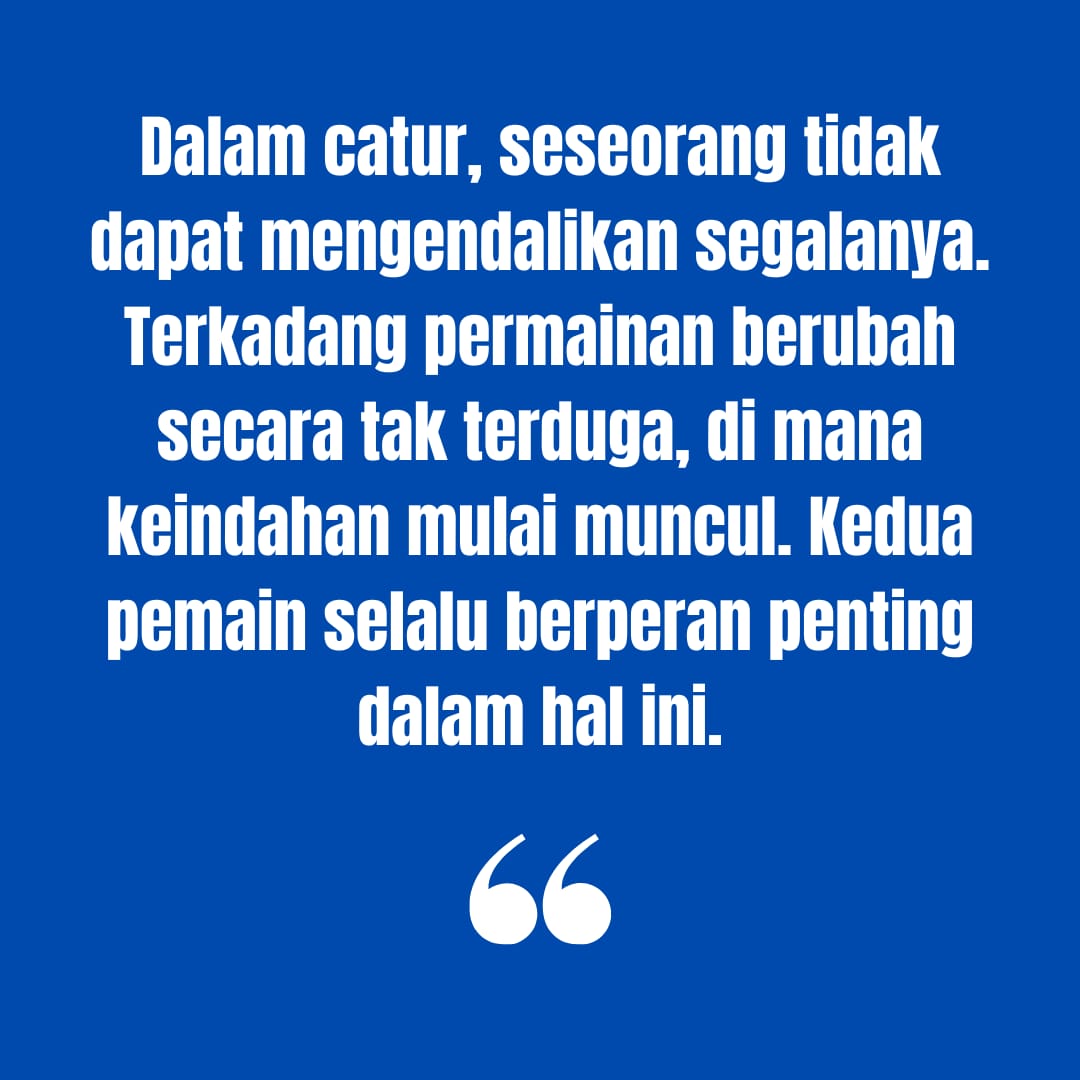 Dalam catur, seseorang tidak
dapat mengendalikan segalanya.
Terkadang permainan berubah
secara tak terduga, di mana
keindahan mulai muncul. Kedua
pemain selalu berperan penting
dalam hal ini.
“